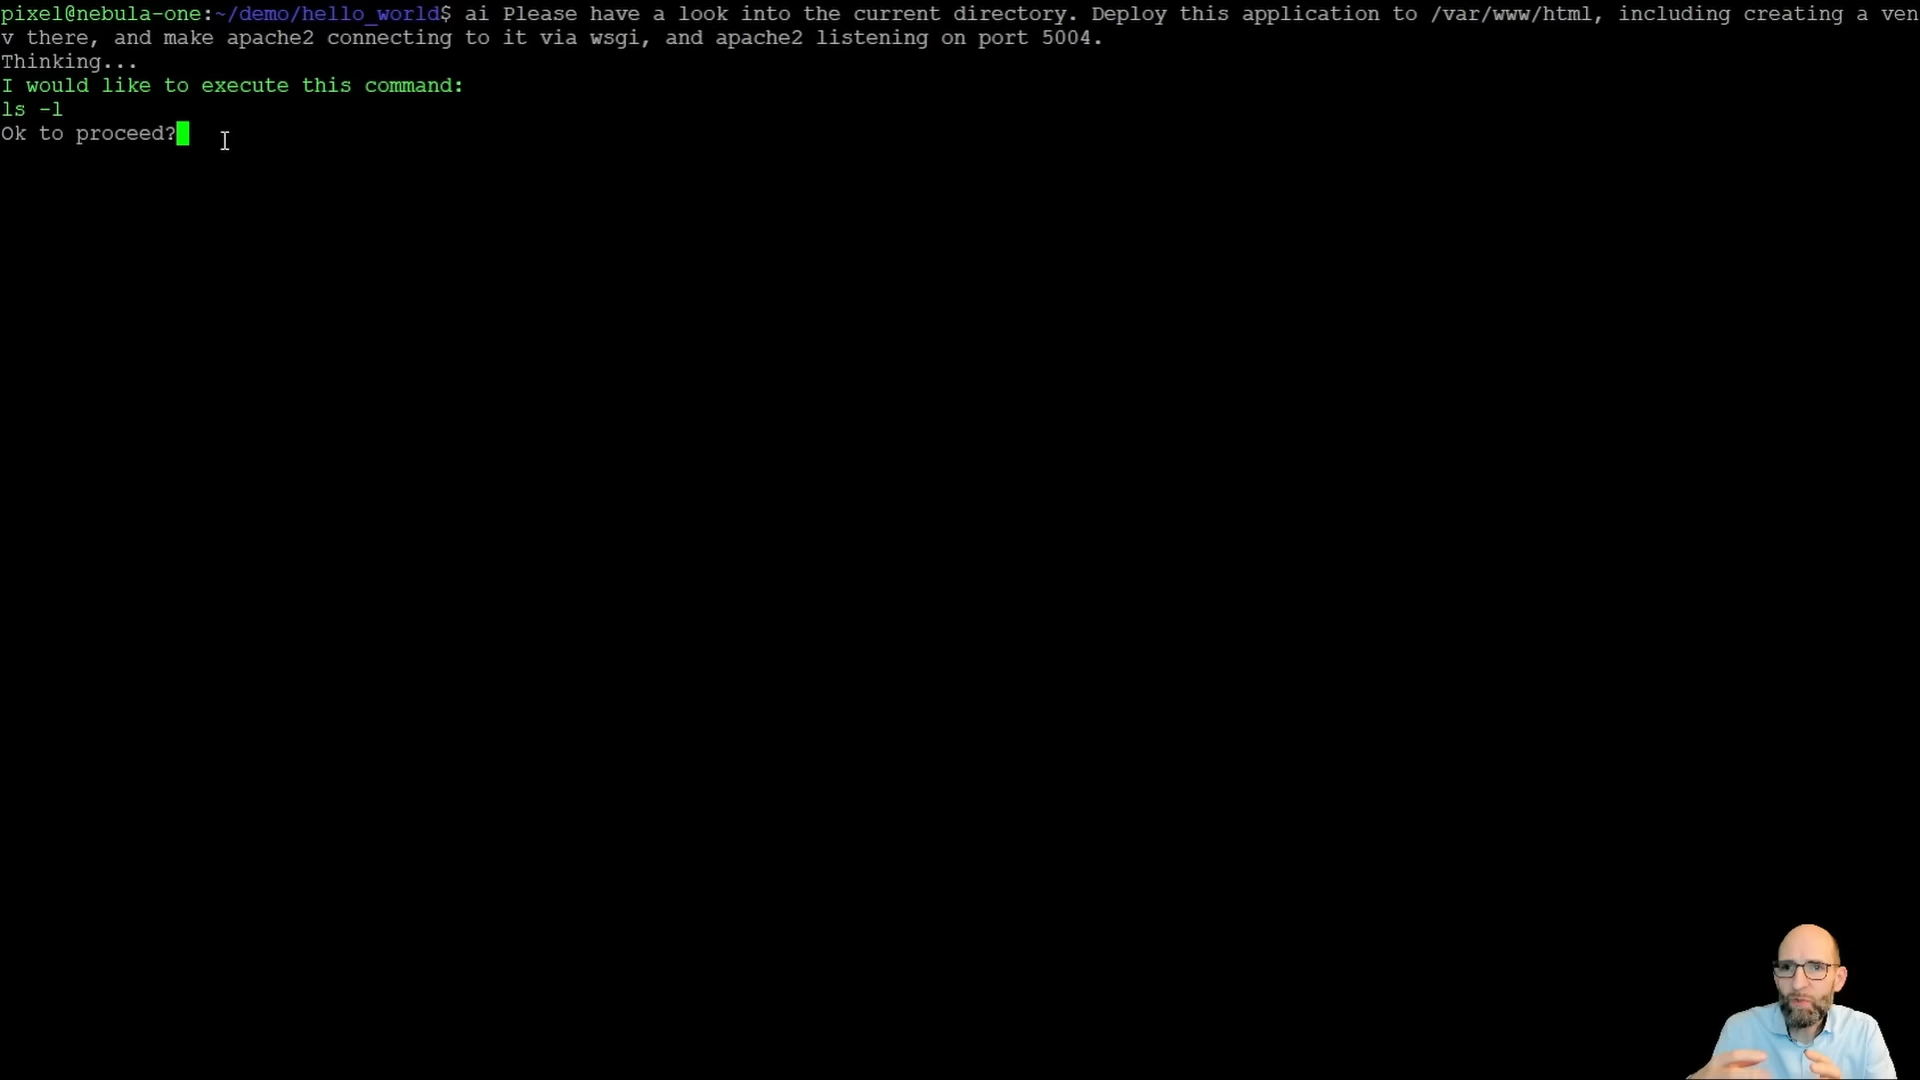 pixel@nebula-one:~/demo/hello_world$ ai Please have a look into the current directory. Deploy this application to /var/www/html, including creating a ven
v there, and make apache2 connecting to it via wsgi, and apache2 listening on port 5004.
Thinking...
I would like to execute this command:
ls -l
Ok to proceed?